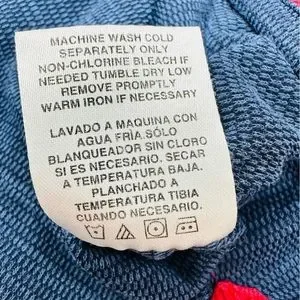 MACHINE WASH COLD
SEPARATELY ONLY
NON-CHLORINE BLEACH IF
NEEDED TUMBLE DRY LOW
REMOVE PROMPTLY
WARM IRON IF NECESSARY
LAVADO A MAQUINA CON
AGUA FRIA.SÓLO
BLANQUEADOR SIN CLORO
SI ES NECESARIO. SECAR
A TEMPERATURA BAJA.
PLANCHADO A
TEMPERATURA TIBIA
CUANDO NECESARIO.